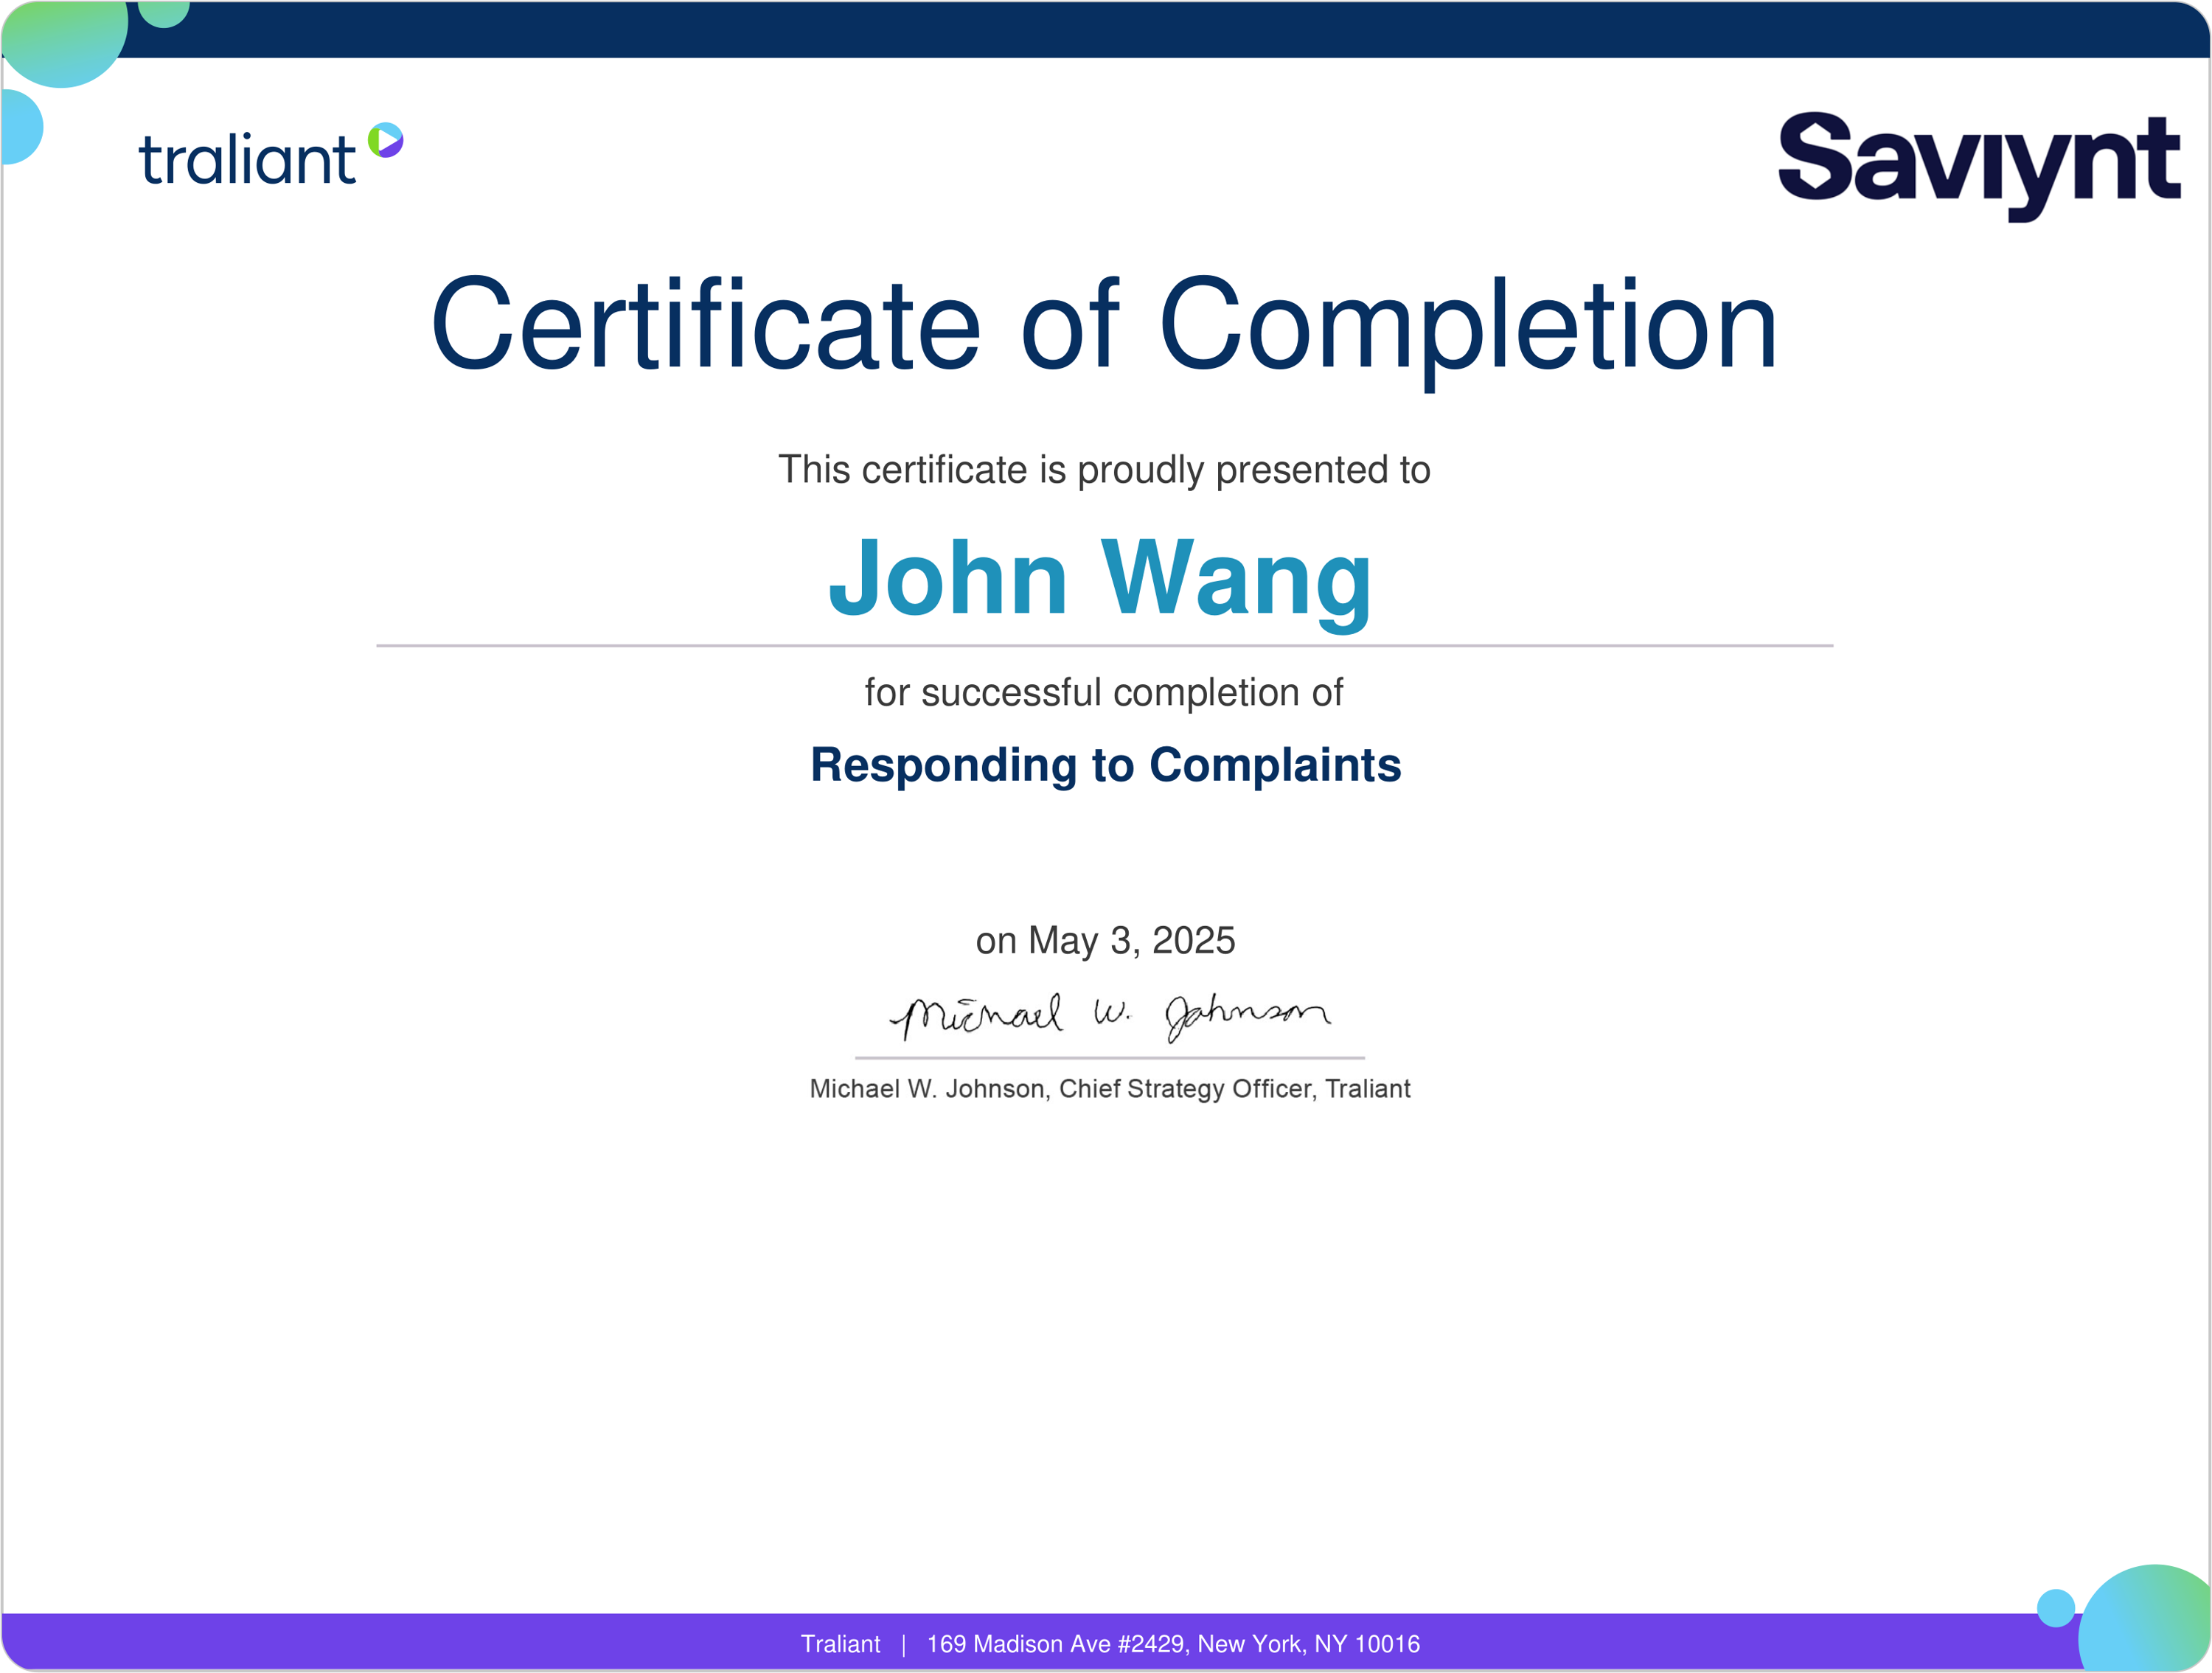 traliant
Saviynt
Certificate of Completion
This certificate is proudly presented to
John Wang
for successful completion of
Responding to Complaints
on May 3, 2025
Michael W. Johnson
Michael W. Johnson, Chief Strategy Officer, Traliant
Traliant | 169 Madison Ave #2429, New York, NY 10016